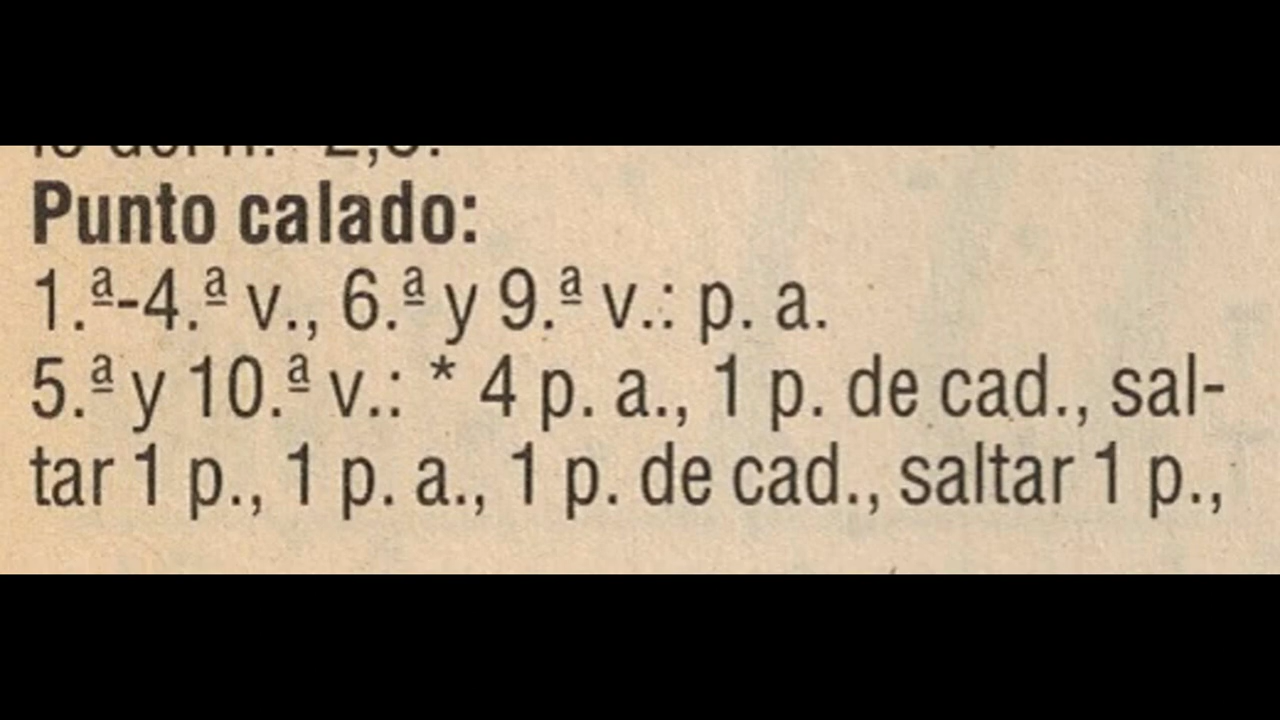 Punto calado:
1.ª-4.ª v., 6.ª y 9.ª v.: p. a.
5.ª y 10.ª v.: * 4 p. a., 1 p. de cad., sal-
tar 1 p., 1 p. a., 1 p. de cad., saltar 1 p.,